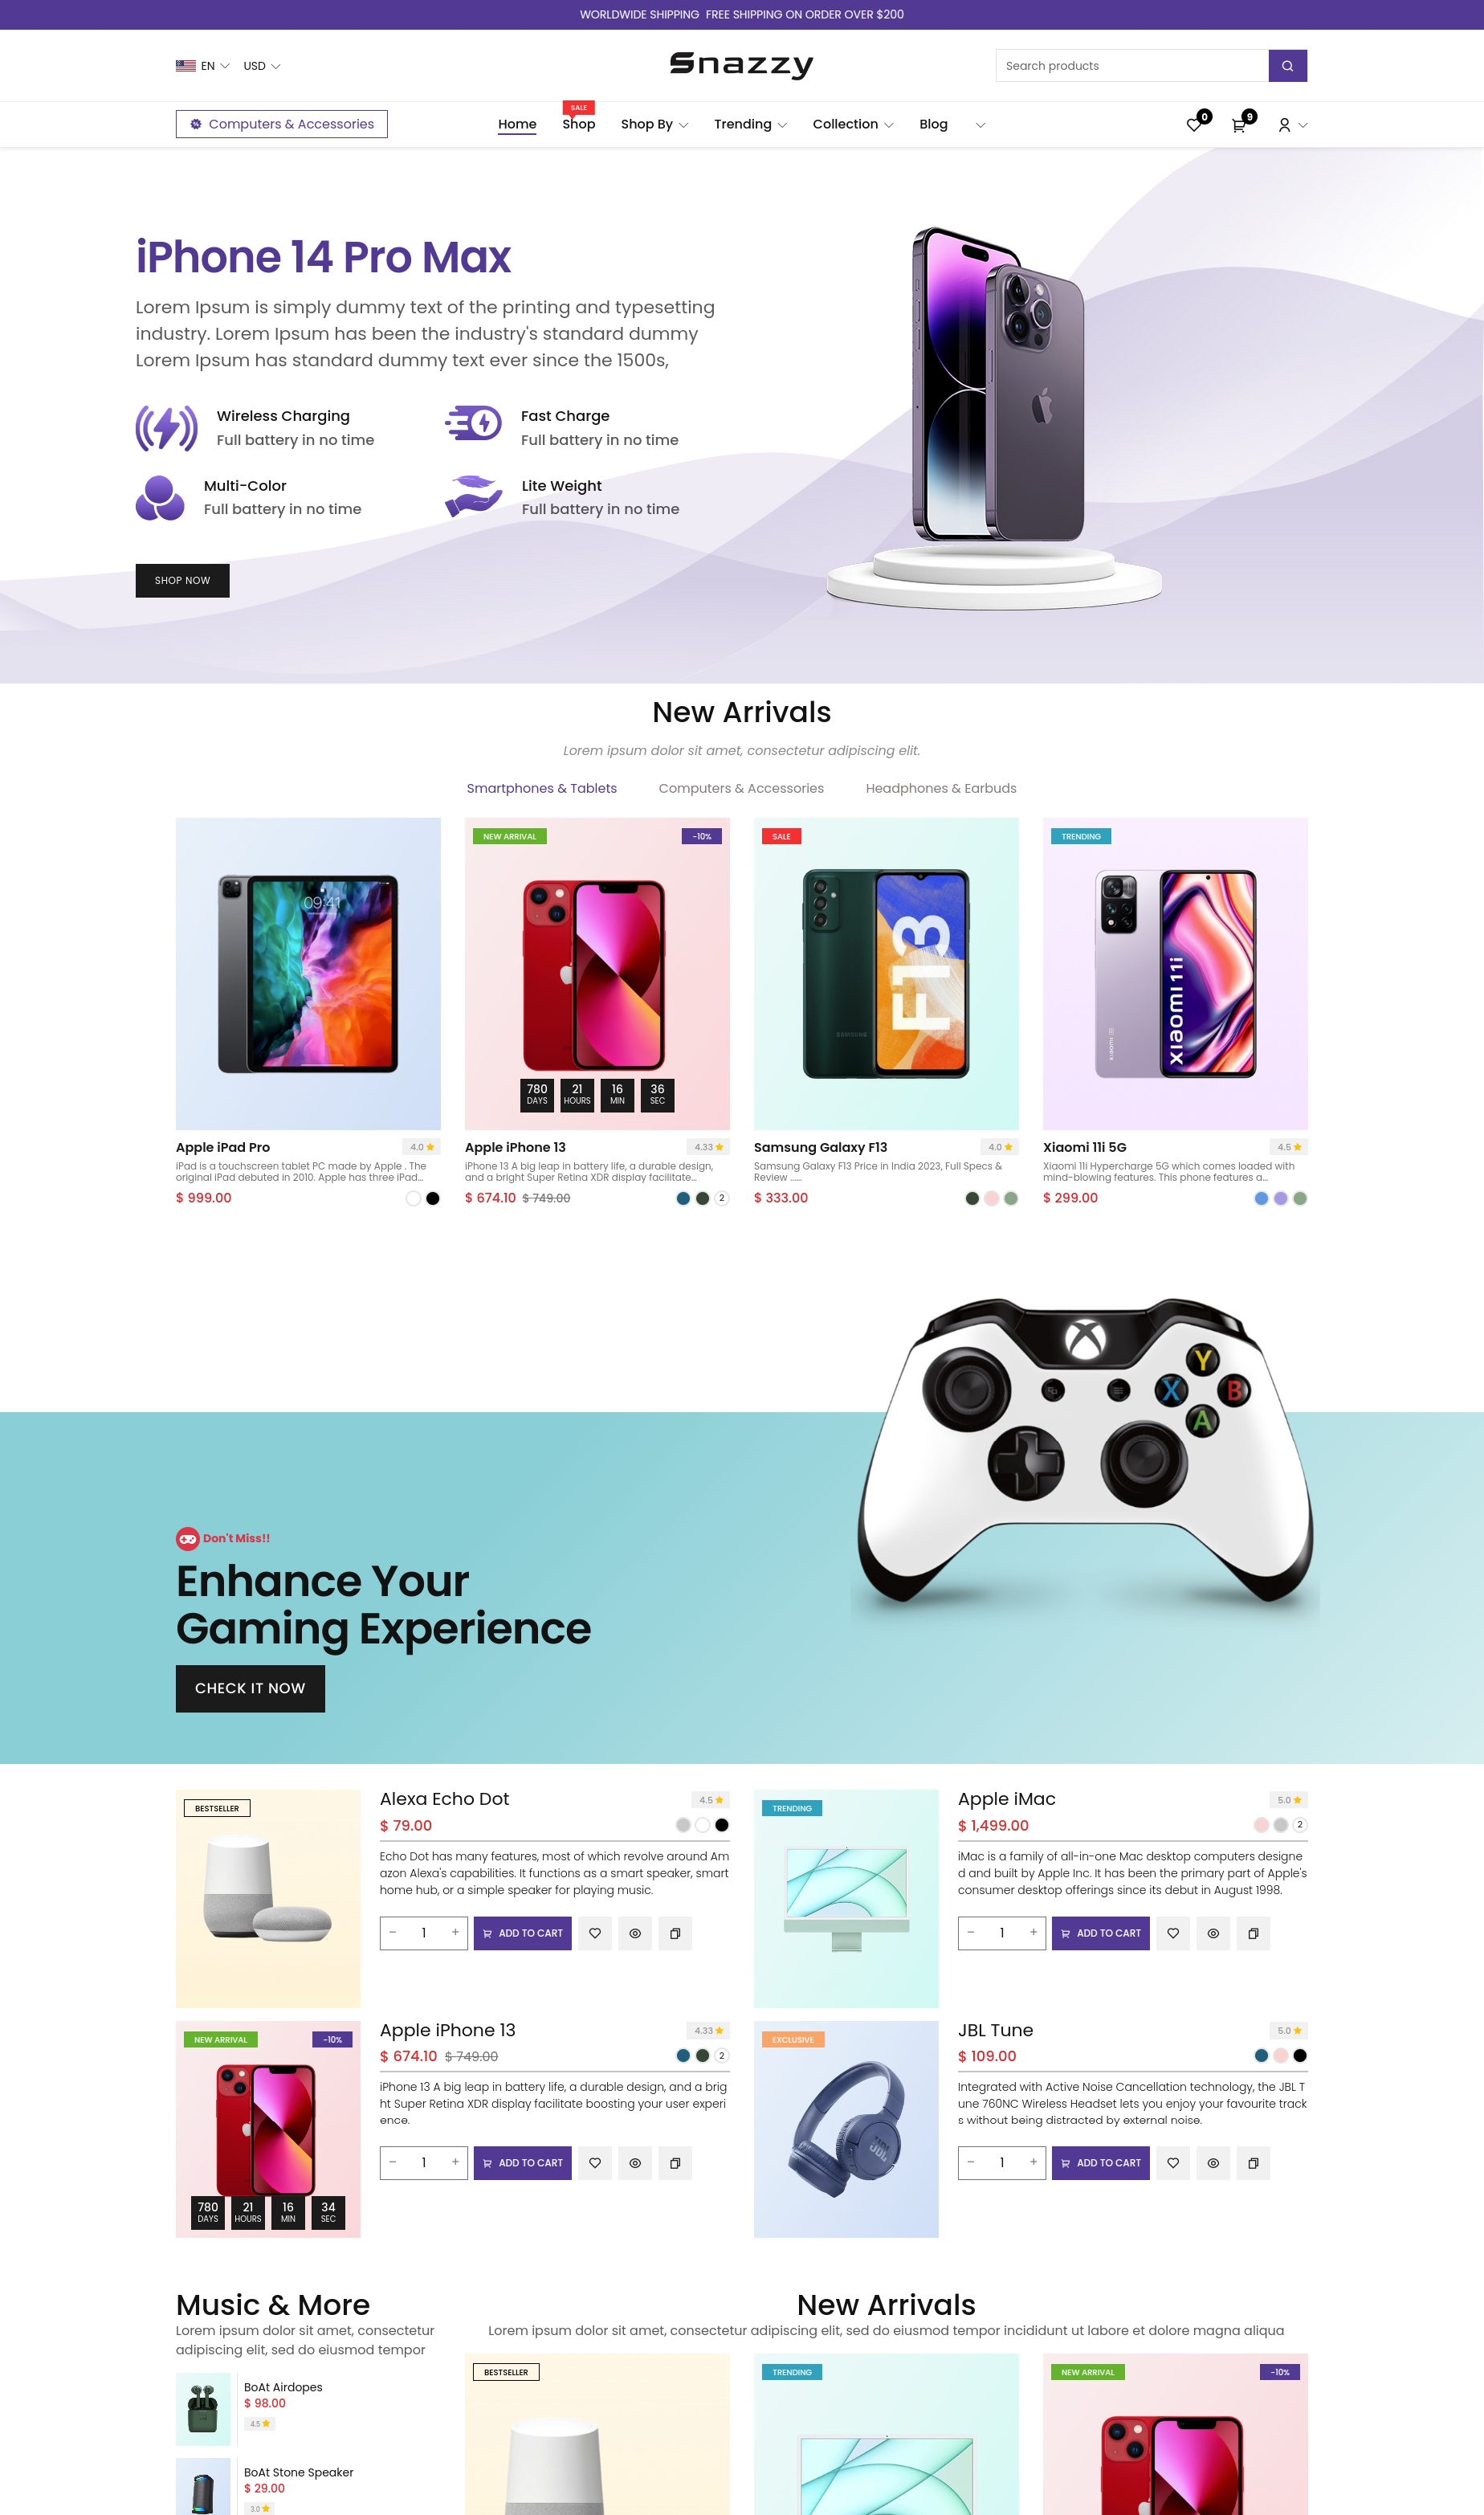 WORLDWIDE SHIPPING  FREE SHIPPING ON ORDER OVER $200
EN USD
Snazzy
Search products
Computers & Accessories
SALE
Home Shop Shop By Trending Collection Blog
0 9
iPhone 14 Pro Max
Lorem Ipsum is simply dummy text of the printing and typesetting
industry. Lorem Ipsum has been the industry's standard dummy
Lorem Ipsum has standard dummy text ever since the 1500s,
Wireless Charging
Full battery in no time
Fast Charge
Full battery in no time
Multi-Color
Full battery in no time
Lite Weight
Full battery in no time
SHOP NOW
New Arrivals
Lorem ipsum dolor sit amet, consectetur adipiscing elit.
Smartphones & Tablets Computers & Accessories Headphones & Earbuds
09:41
Apple iPad Pro 4.0
iPad is a touchscreen tablet PC made by Apple . The
original iPad debuted in 2010. Apple has three iPad...
$ 999.00
NEW ARRIVAL -10%
780 21 16 36
DAYS HOURS MIN SEC
Apple iPhone 13 4.33
iPhone 13 A big leap in battery life, a durable design,
and a bright Super Retina XDR display facilitate...
$ 674.10 $ 749.00 2
SALE
F13
SAMSUNG
Samsung Galaxy F13 4.0
Samsung Galaxy F13 Price in India 2023, Full Specs &
Review ......
$ 333.00
TRENDING
xiaomi
xiaomi 11i
Xiaomi 11i 5G 4.5
Xiaomi 11i Hypercharge 5G which comes loaded with
mind-blowing features. This phone features a...
$ 299.00
Y
X B
A
Don't Miss!!
Enhance Your
Gaming Experience
CHECK IT NOW
BESTSELLER
Alexa Echo Dot 4.5
$ 79.00
Echo Dot has many features, most of which revolve around Am
azon Alexa's capabilities. It functions as a smart speaker, smart
home hub, or a simple speaker for playing music.
1 ADD TO CART
TRENDING
Apple iMac 5.0
$ 1,499.00 2
iMac is a family of all-in-one Mac desktop computers designe
d and built by Apple Inc. It has been the primary part of Apple's
consumer desktop offerings since its debut in August 1998.
1 ADD TO CART
NEW ARRIVAL -10%
780 21 16 34
DAYS HOURS MIN SEC
Apple iPhone 13 4.33
$ 674.10 $ 749.00 2
iPhone 13 A big leap in battery life, a durable design, and a brig
ht Super Retina XDR display facilitate boosting your user experi
ence.
1 ADD TO CART
EXCLUSIVE
JBL
JBL Tune 5.0
$ 109.00
Integrated with Active Noise Cancellation technology, the JBL T
une 760NC Wireless Headset lets you enjoy your favourite track
s without being distracted by external noise.
1 ADD TO CART
Music & More
Lorem ipsum dolor sit amet, consectetur
adipiscing elit, sed do eiusmod tempor
BoAt Airdopes
$ 98.00
4.5
BoAt Stone Speaker
$ 29.00
3.0
New Arrivals
Lorem ipsum dolor sit amet, consectetur adipiscing elit, sed do eiusmod tempor incididunt ut labore et dolore magna aliqua
BESTSELLER
TRENDING
NEW ARRIVAL -10%